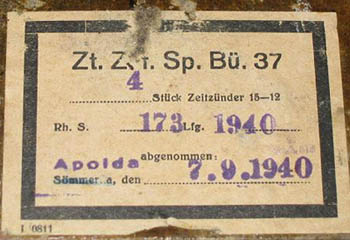 Zt. Z r. Sp. Bü. 37
4 Stück Zeitzünder 15—12
Rh. S. 173 Lfg. 1940
abgenommen:
Apolda
Sömmer a, den 7.9.1940
I 0811